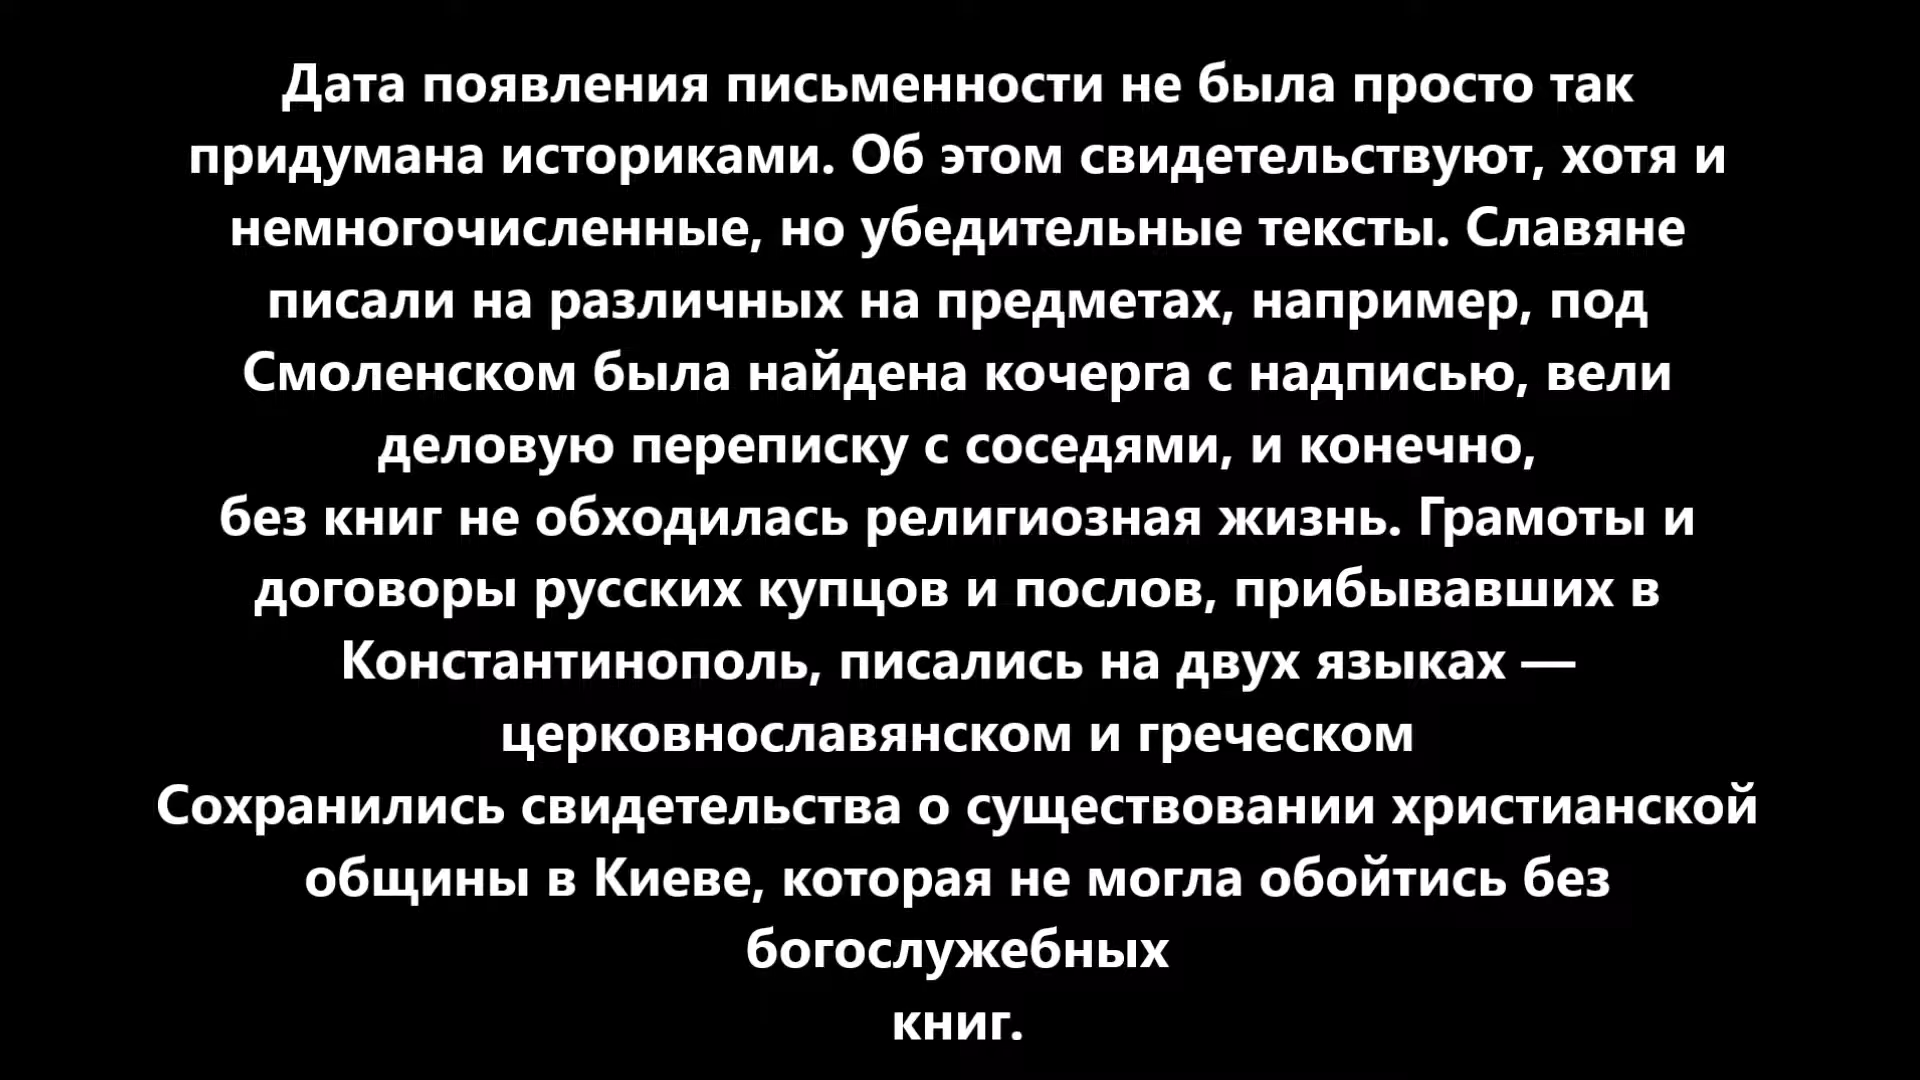 Дата появления письменности не была просто так
придумана историками. Об этом свидетельствуют, хотя и
немногочисленные, но убедительные тексты. Славяне
писали на различных на предметах, например, под
Смоленском была найдена кочерга с надписью, вели
деловую переписку с соседями, и конечно,
без книг не обходилась религиозная жизнь. Грамоты и
договоры русских купцов и послов, прибывавших в
Константинополь, писались на двух языках —
церковнославянском и греческом
Сохранились свидетельства о существовании христианской
общины в Киеве, которая не могла обойтись без
богослужебных
книг.